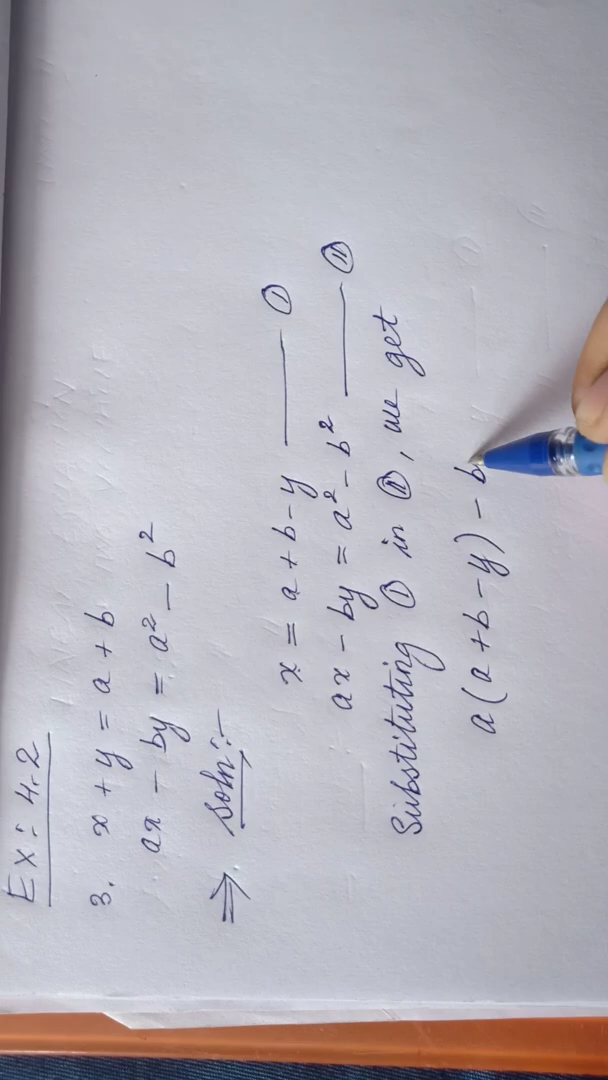 Ex: 4.2
3. x + y = a + b
ax - by = a² - b²
⇒ soln:-
x = a + b - y ——— ①
ax - by = a² - b² ——— ②
Substituting ① in ②, we get
a(a + b - y) - b